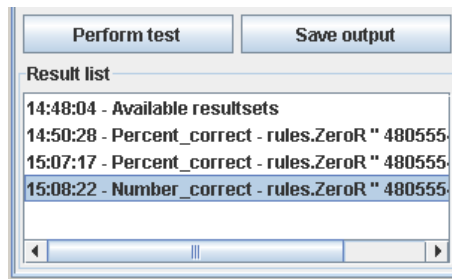 Perform test
Save output
Result list
14:48:04 - Available resultsets
14:50:28 - Percent_correct - rules.ZeroR '' 480555
15:07:17 - Percent_correct - rules.ZeroR '' 480555
15:08:22 - Number_correct - rules.ZeroR '' 480555